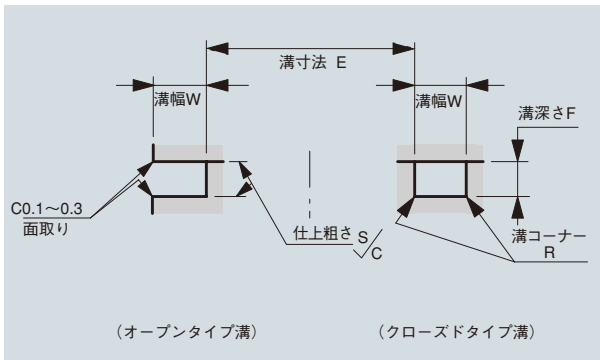 溝寸法 E
溝幅W
溝幅W
溝深さF
C0.1～0.3
面取り
仕上粗さ S
C
溝コーナー
R
（オープンタイプ溝）
（クローズドタイプ溝）